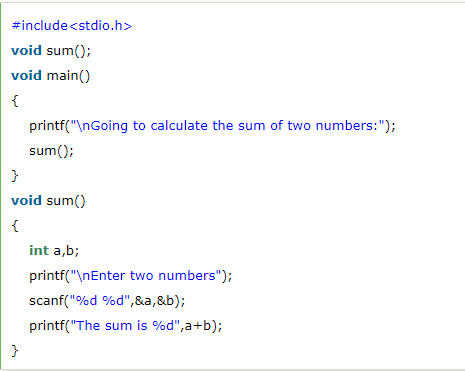 #include<stdio.h>
void sum();
void main()
{
    printf("\nGoing to calculate the sum of two numbers:");
    sum();
}
void sum()
{
    int a,b;
    printf("\nEnter two numbers");
    scanf("%d %d",&a,&b);
    printf("The sum is %d",a+b);
}